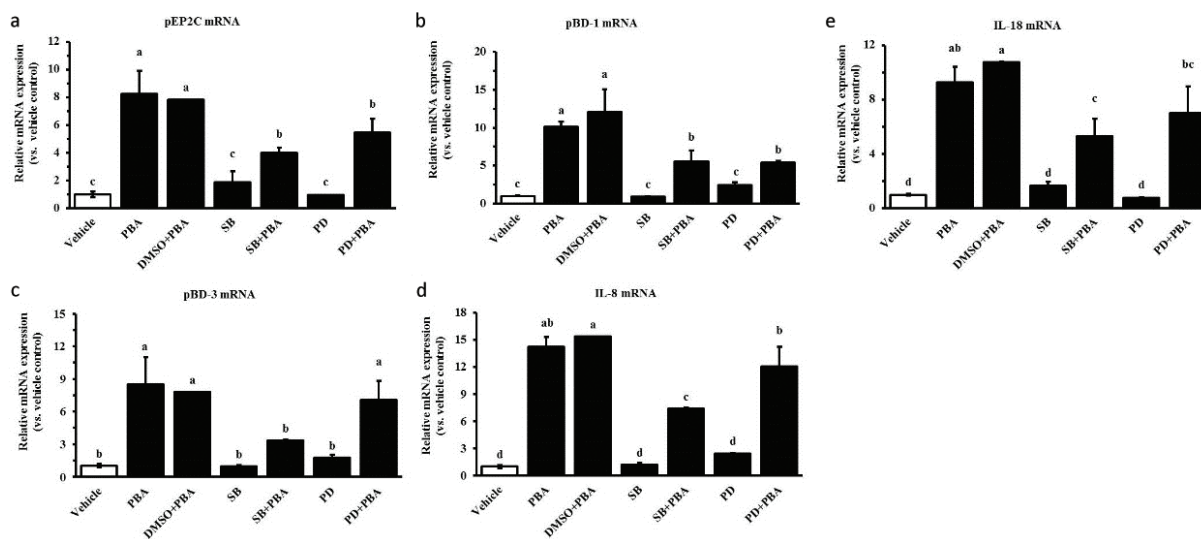 a
pEP2C mRNA
Relative mRNA expression
(vs. vehicle control)
12
10
8
6
4
2
0
c
a
a
c
b
c
b
Vehicle
PBA
DMSO+PBA
SB
SB+PBA
PD
PD+PBA
b
pBD-1 mRNA
Relative mRNA expression
(vs. vehicle control)
20
15
10
5
0
c
a
a
c
b
c
b
Vehicle
PBA
DMSO+PBA
SB
SB+PBA
PD
PD+PBA
e
IL-18 mRNA
Relative mRNA expression
(vs. vehicle control)
12
8
4
0
d
ab
a
d
c
d
bc
Vehicle
PBA
DMSO+PBA
SB
SB+PBA
PD
PD+PBA
c
pBD-3 mRNA
Relative mRNA expression
(vs. vehicle control)
15
12
9
6
3
0
b
a
a
b
b
b
a
Vehicle
PBA
DMSO+PBA
SB
SB+PBA
PD
PD+PBA
d
IL-8 mRNA
Relative mRNA expression
(vs. vehicle control)
18
15
12
9
6
3
0
d
ab
a
d
c
d
b
Vehicle
PBA
DMSO+PBA
SB
SB+PBA
PD
PD+PBA